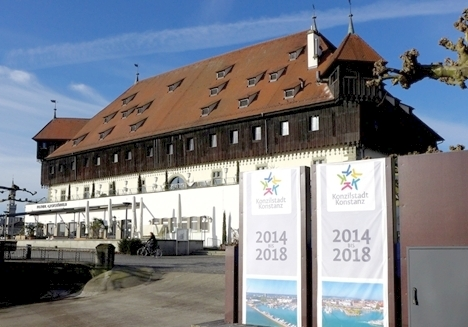 Konzilstadt
Konstanz
2014
bis
2018
Konzilstadt
Konstanz
2014
bis
2018